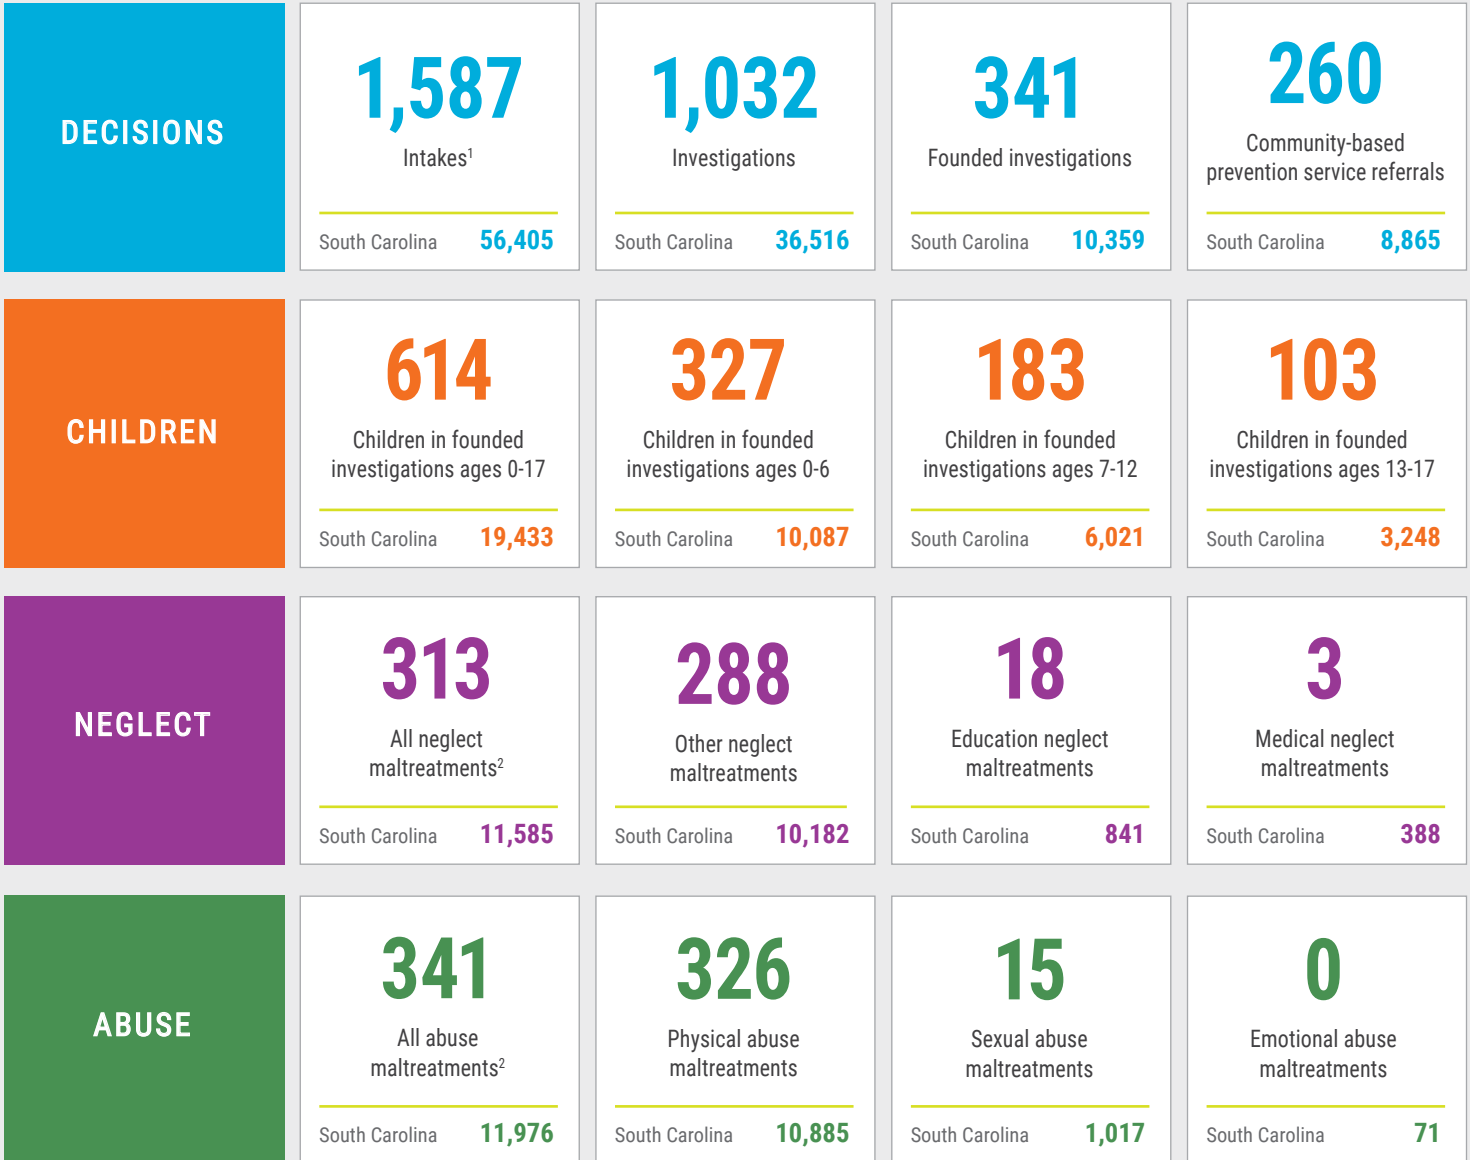 DECISIONS
1,587
Intakes¹
South Carolina 56,405
1,032
Investigations
South Carolina 36,516
341
Founded investigations
South Carolina 10,359
260
Community-based
prevention service referrals
South Carolina 8,865
CHILDREN
614
Children in founded
investigations ages 0-17
South Carolina 19,433
327
Children in founded
investigations ages 0-6
South Carolina 10,087
183
Children in founded
investigations ages 7-12
South Carolina 6,021
103
Children in founded
investigations ages 13-17
South Carolina 3,248
NEGLECT
313
All neglect
maltreatments²
South Carolina 11,585
288
Other neglect
maltreatments
South Carolina 10,182
18
Education neglect
maltreatments
South Carolina 841
3
Medical neglect
maltreatments
South Carolina 388
ABUSE
341
All abuse
maltreatments²
South Carolina 11,976
326
Physical abuse
maltreatments
South Carolina 10,885
15
Sexual abuse
maltreatments
South Carolina 1,017
0
Emotional abuse
maltreatments
South Carolina 71